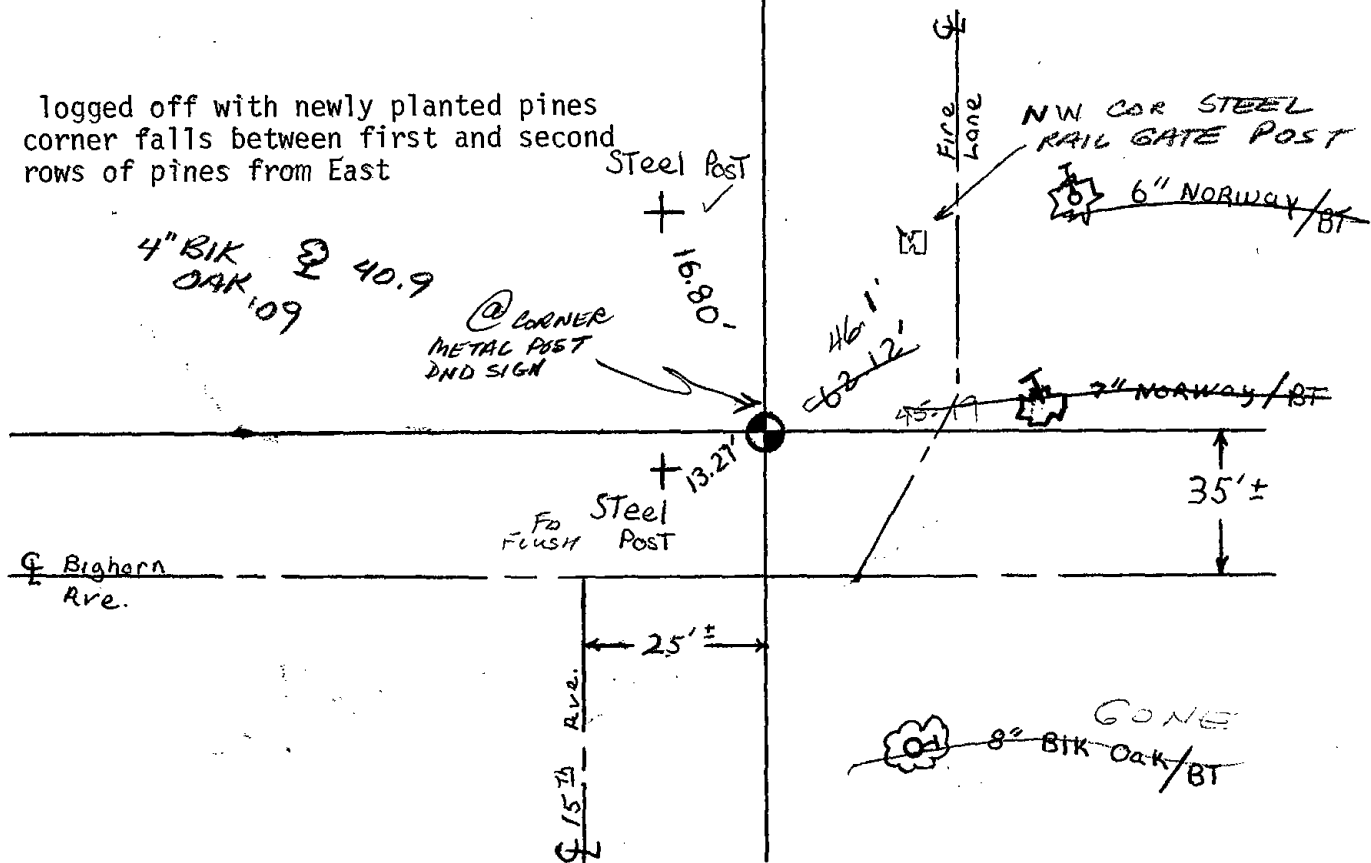 logged off with newly planted pines
corner falls between first and second
rows of pines from East
℄
Fire
Lane
NW COR STEEL
RAIL GATE POST
6" NORWAY/BT
Steel Post
16.80'
4" Blk
OAK '09
40.9
@ CORNER
METAL POST
DND SIGN
46.1'
62.12'
45.19
7" NORWAY/BT
13.27'
Steel
Post
FD
FLUSH
35'±
℄ Bighorn
Ave.
25'±
℄ 15th Ave.
GONE
8" Blk Oak/BT